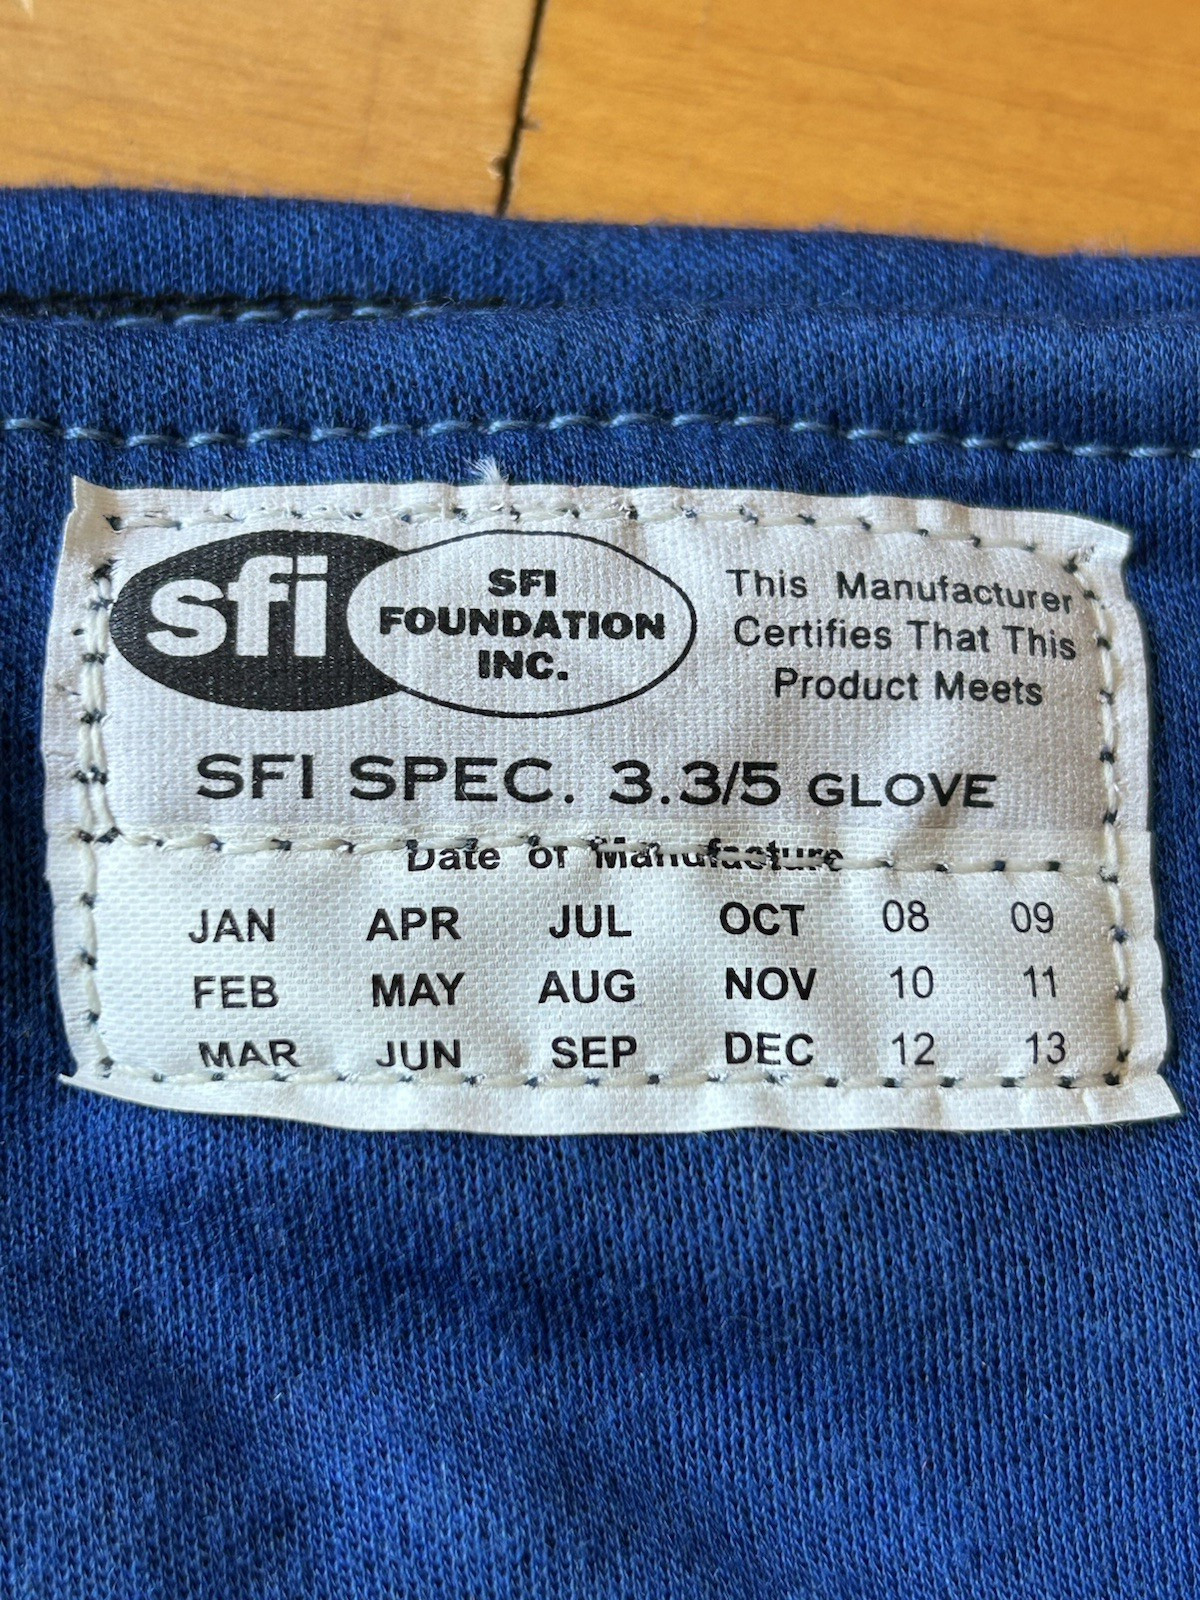 sfi
SFI
FOUNDATION
INC.
This Manufacturer
Certifies That This
Product Meets
SFI SPEC. 3.3/5 GLOVE
Date of Manufacture
JAN APR JUL OCT 08 09
FEB MAY AUG NOV 10 11
MAR JUN SEP DEC 12 13